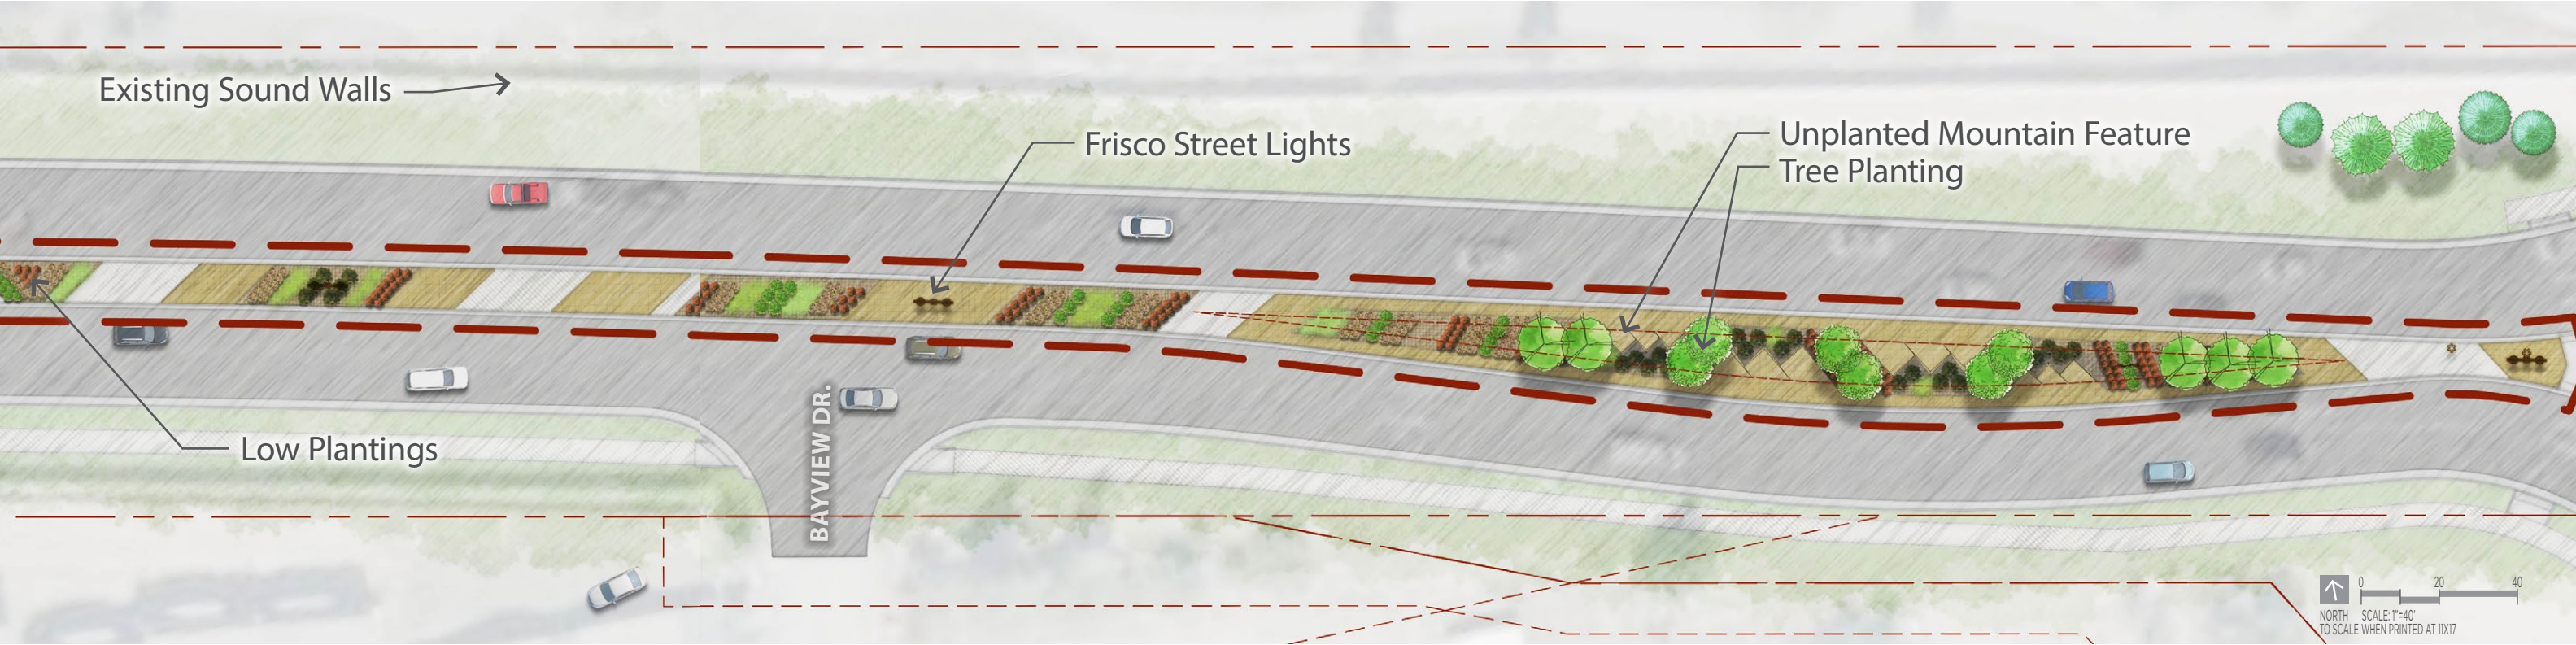 Existing Sound Walls
Frisco Street Lights
Unplanted Mountain Feature
Tree Planting
Low Plantings
BAYVIEW DR.
0 20 40
NORTH SCALE: 1"=40'
TO SCALE WHEN PRINTED AT 11X17